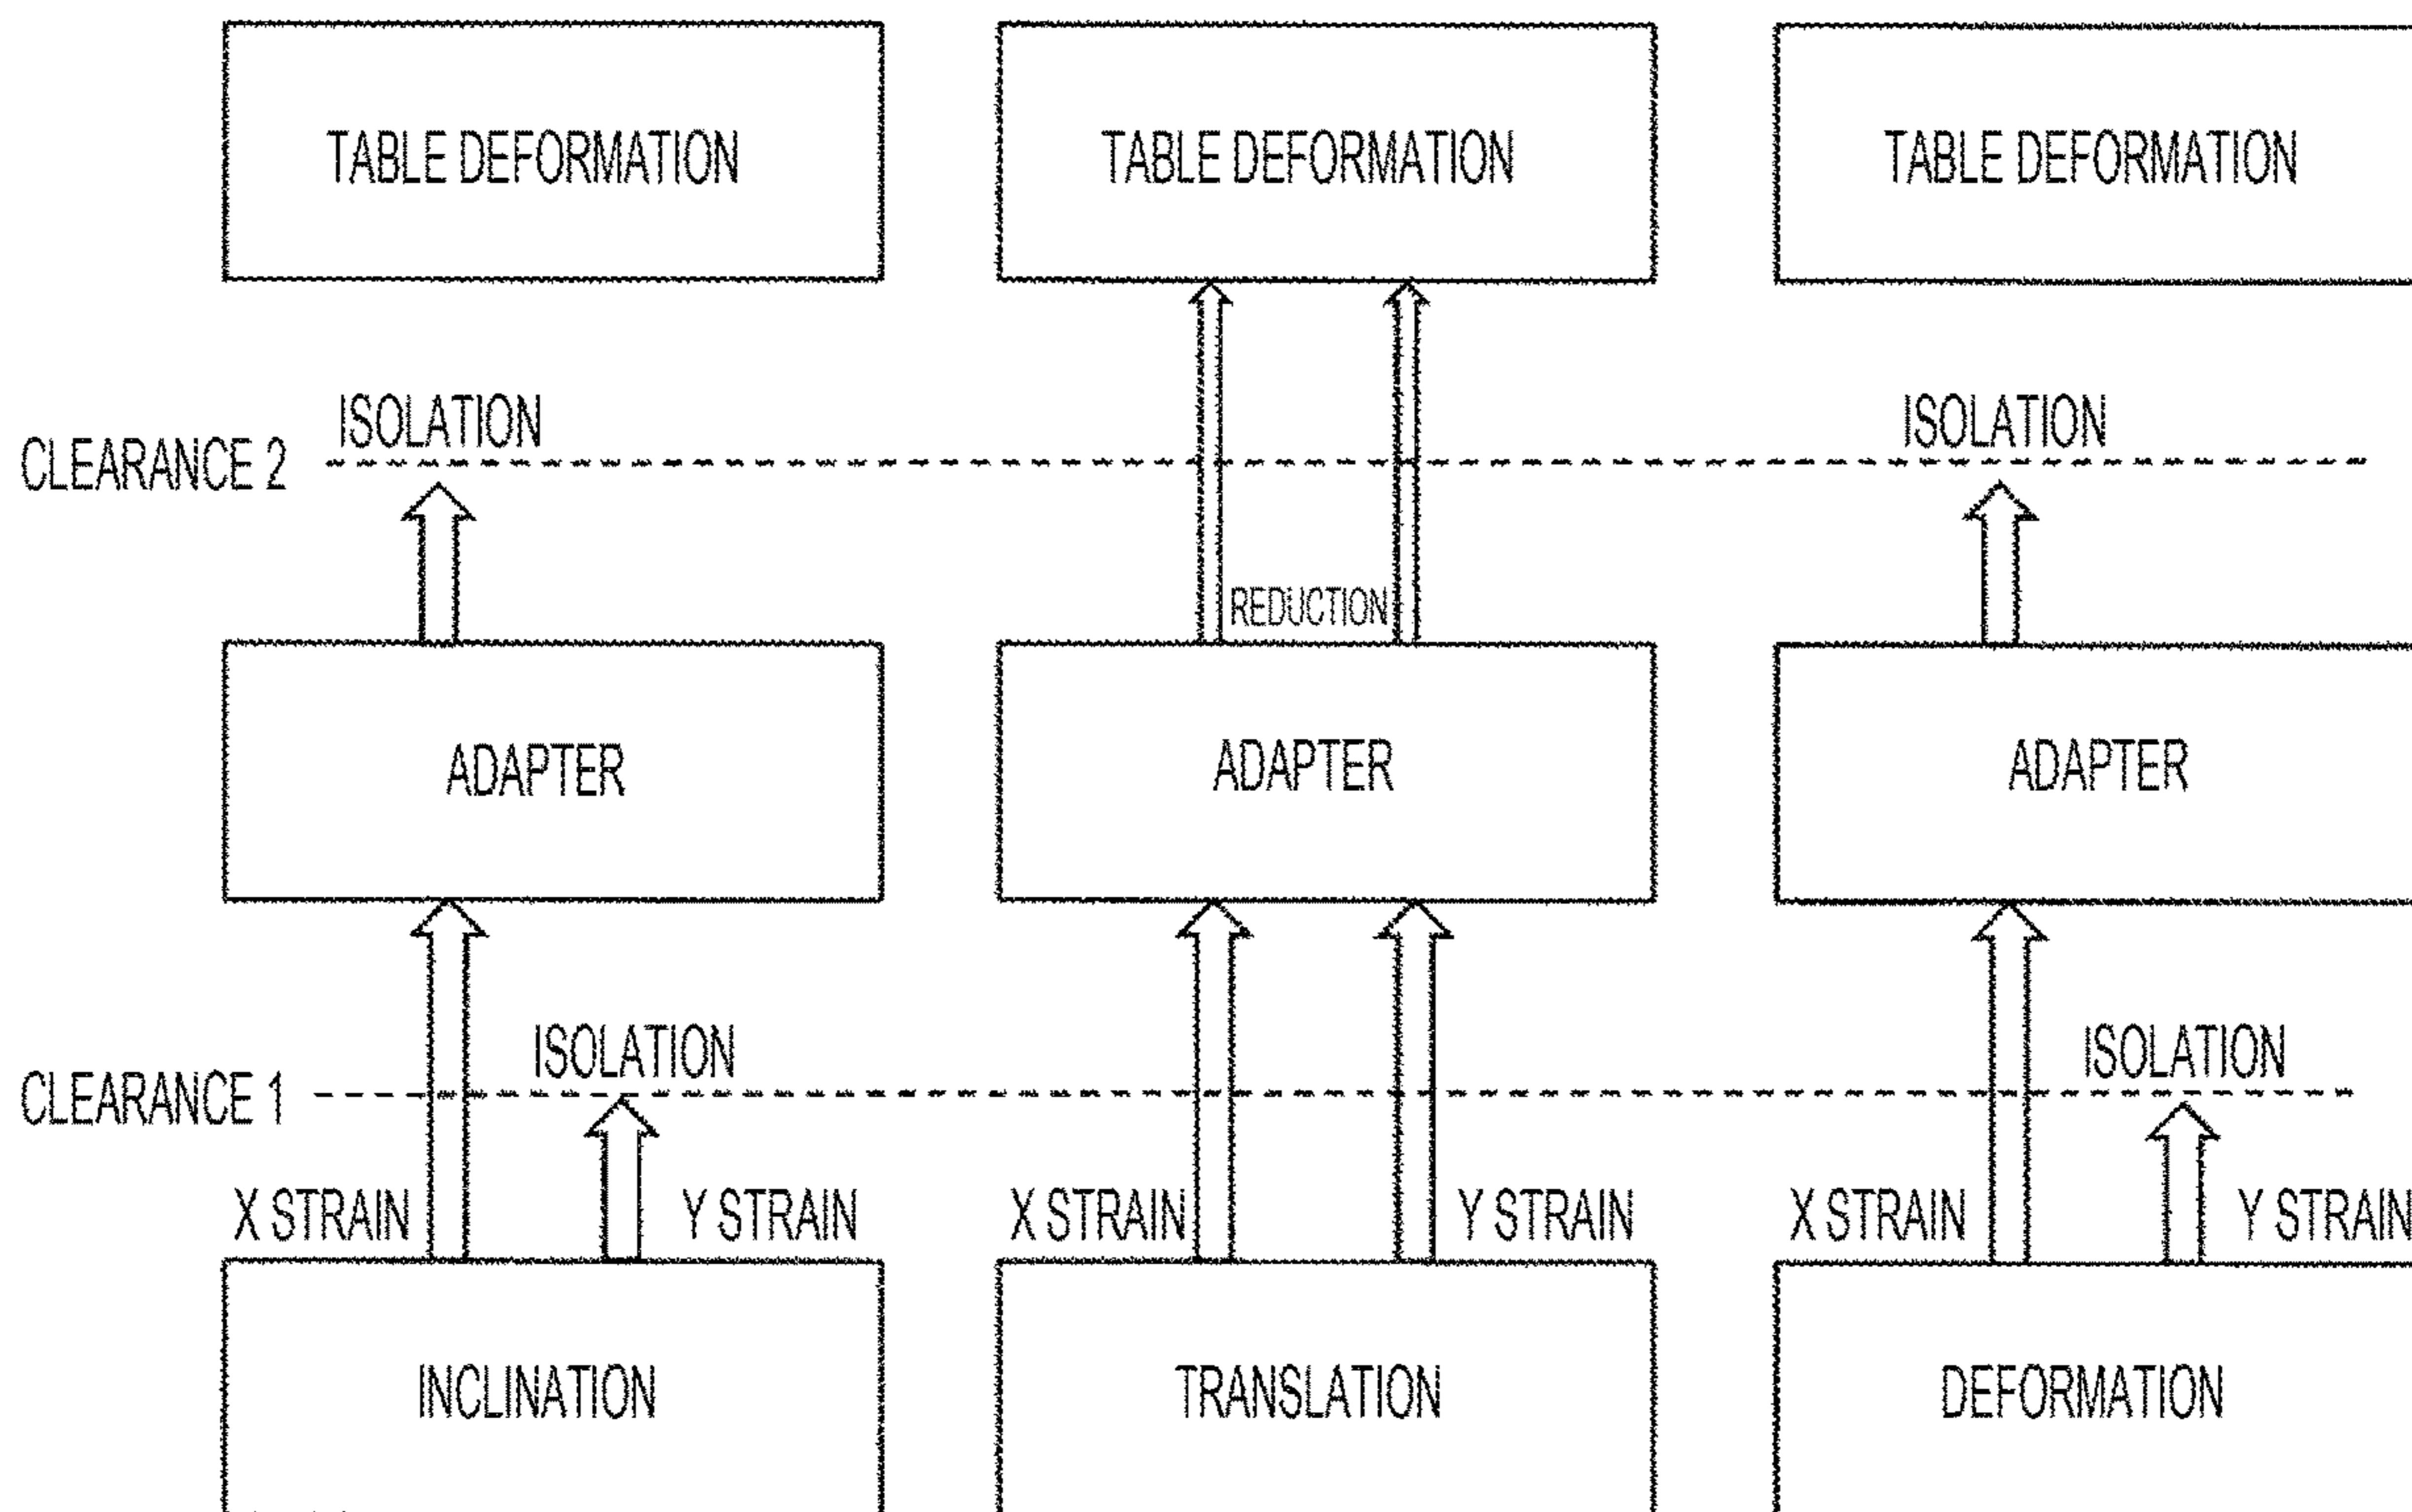 TABLE DEFORMATION
TABLE DEFORMATION
TABLE DEFORMATION
ISOLATION
ISOLATION
CLEARANCE 2
REDUCTION
ADAPTER
ADAPTER
ADAPTER
ISOLATION
ISOLATION
CLEARANCE 1
X STRAIN
Y STRAIN
X STRAIN
Y STRAIN
X STRAIN
Y STRAIN
INCLINATION
TRANSLATION
DEFORMATION